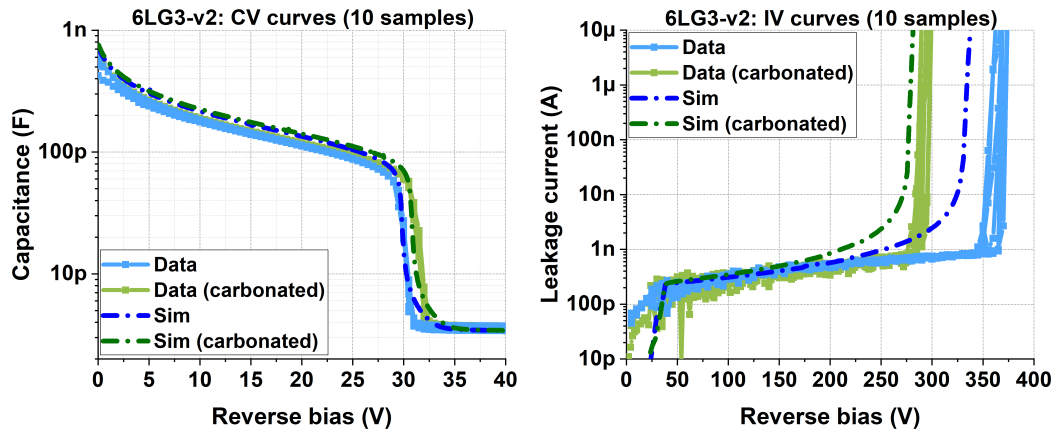 6LG3-v2: CV curves (10 samples)
1n
100p
10p
Capacitance (F)
Data
Data (carbonated)
Sim
Sim (carbonated)
0 5 10 15 20 25 30 35 40
Reverse bias (V)
6LG3-v2: IV curves (10 samples)
10μ
1μ
100n
10n
1n
100p
10p
Leakage current (A)
Data
Data (carbonated)
Sim
Sim (carbonated)
0 50 100 150 200 250 300 350 400
Reverse bias (V)